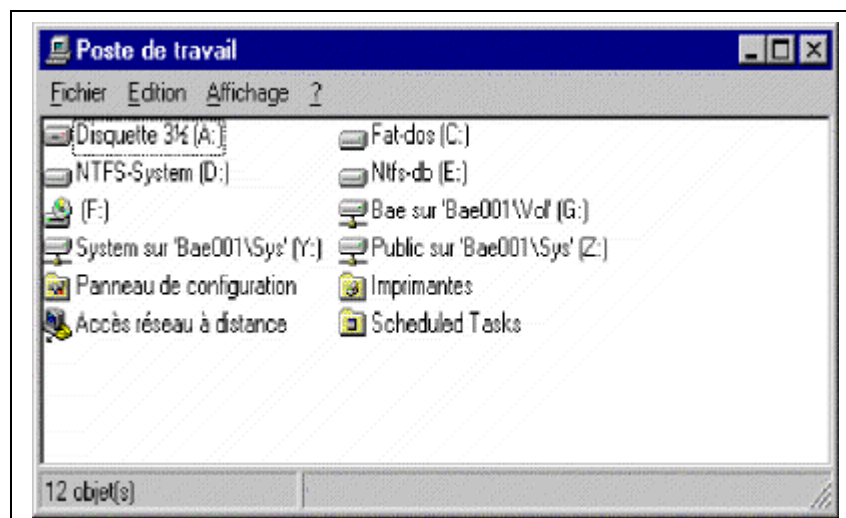 Poste de travail
Fichier Edition Affichage ?
Disquette 3½ (A:) Fat-dos (C:)
NTFS-System (D:) Ntfs-db (E:)
(F:) Bae sur 'Bae001\Vol' (G:)
System sur 'Bae001\Sys' (Y:) Public sur 'Bae001\Sys' (Z:)
Panneau de configuration Imprimantes
Accès réseau à distance Scheduled Tasks
12 objet(s)